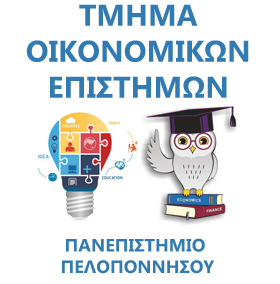 ΤΜΗΜΑ
ΟΙΚΟΝΟΜΙΚΩΝ
ΕΠΙΣΤΗΜΩΝ
IDEA
EDUCATION
ECONOMICS
FINANCE
ΠΑΝΕΠΙΣΤΗΜΙΟ
ΠΕΛΟΠΟΝΝΗΣΟΥ